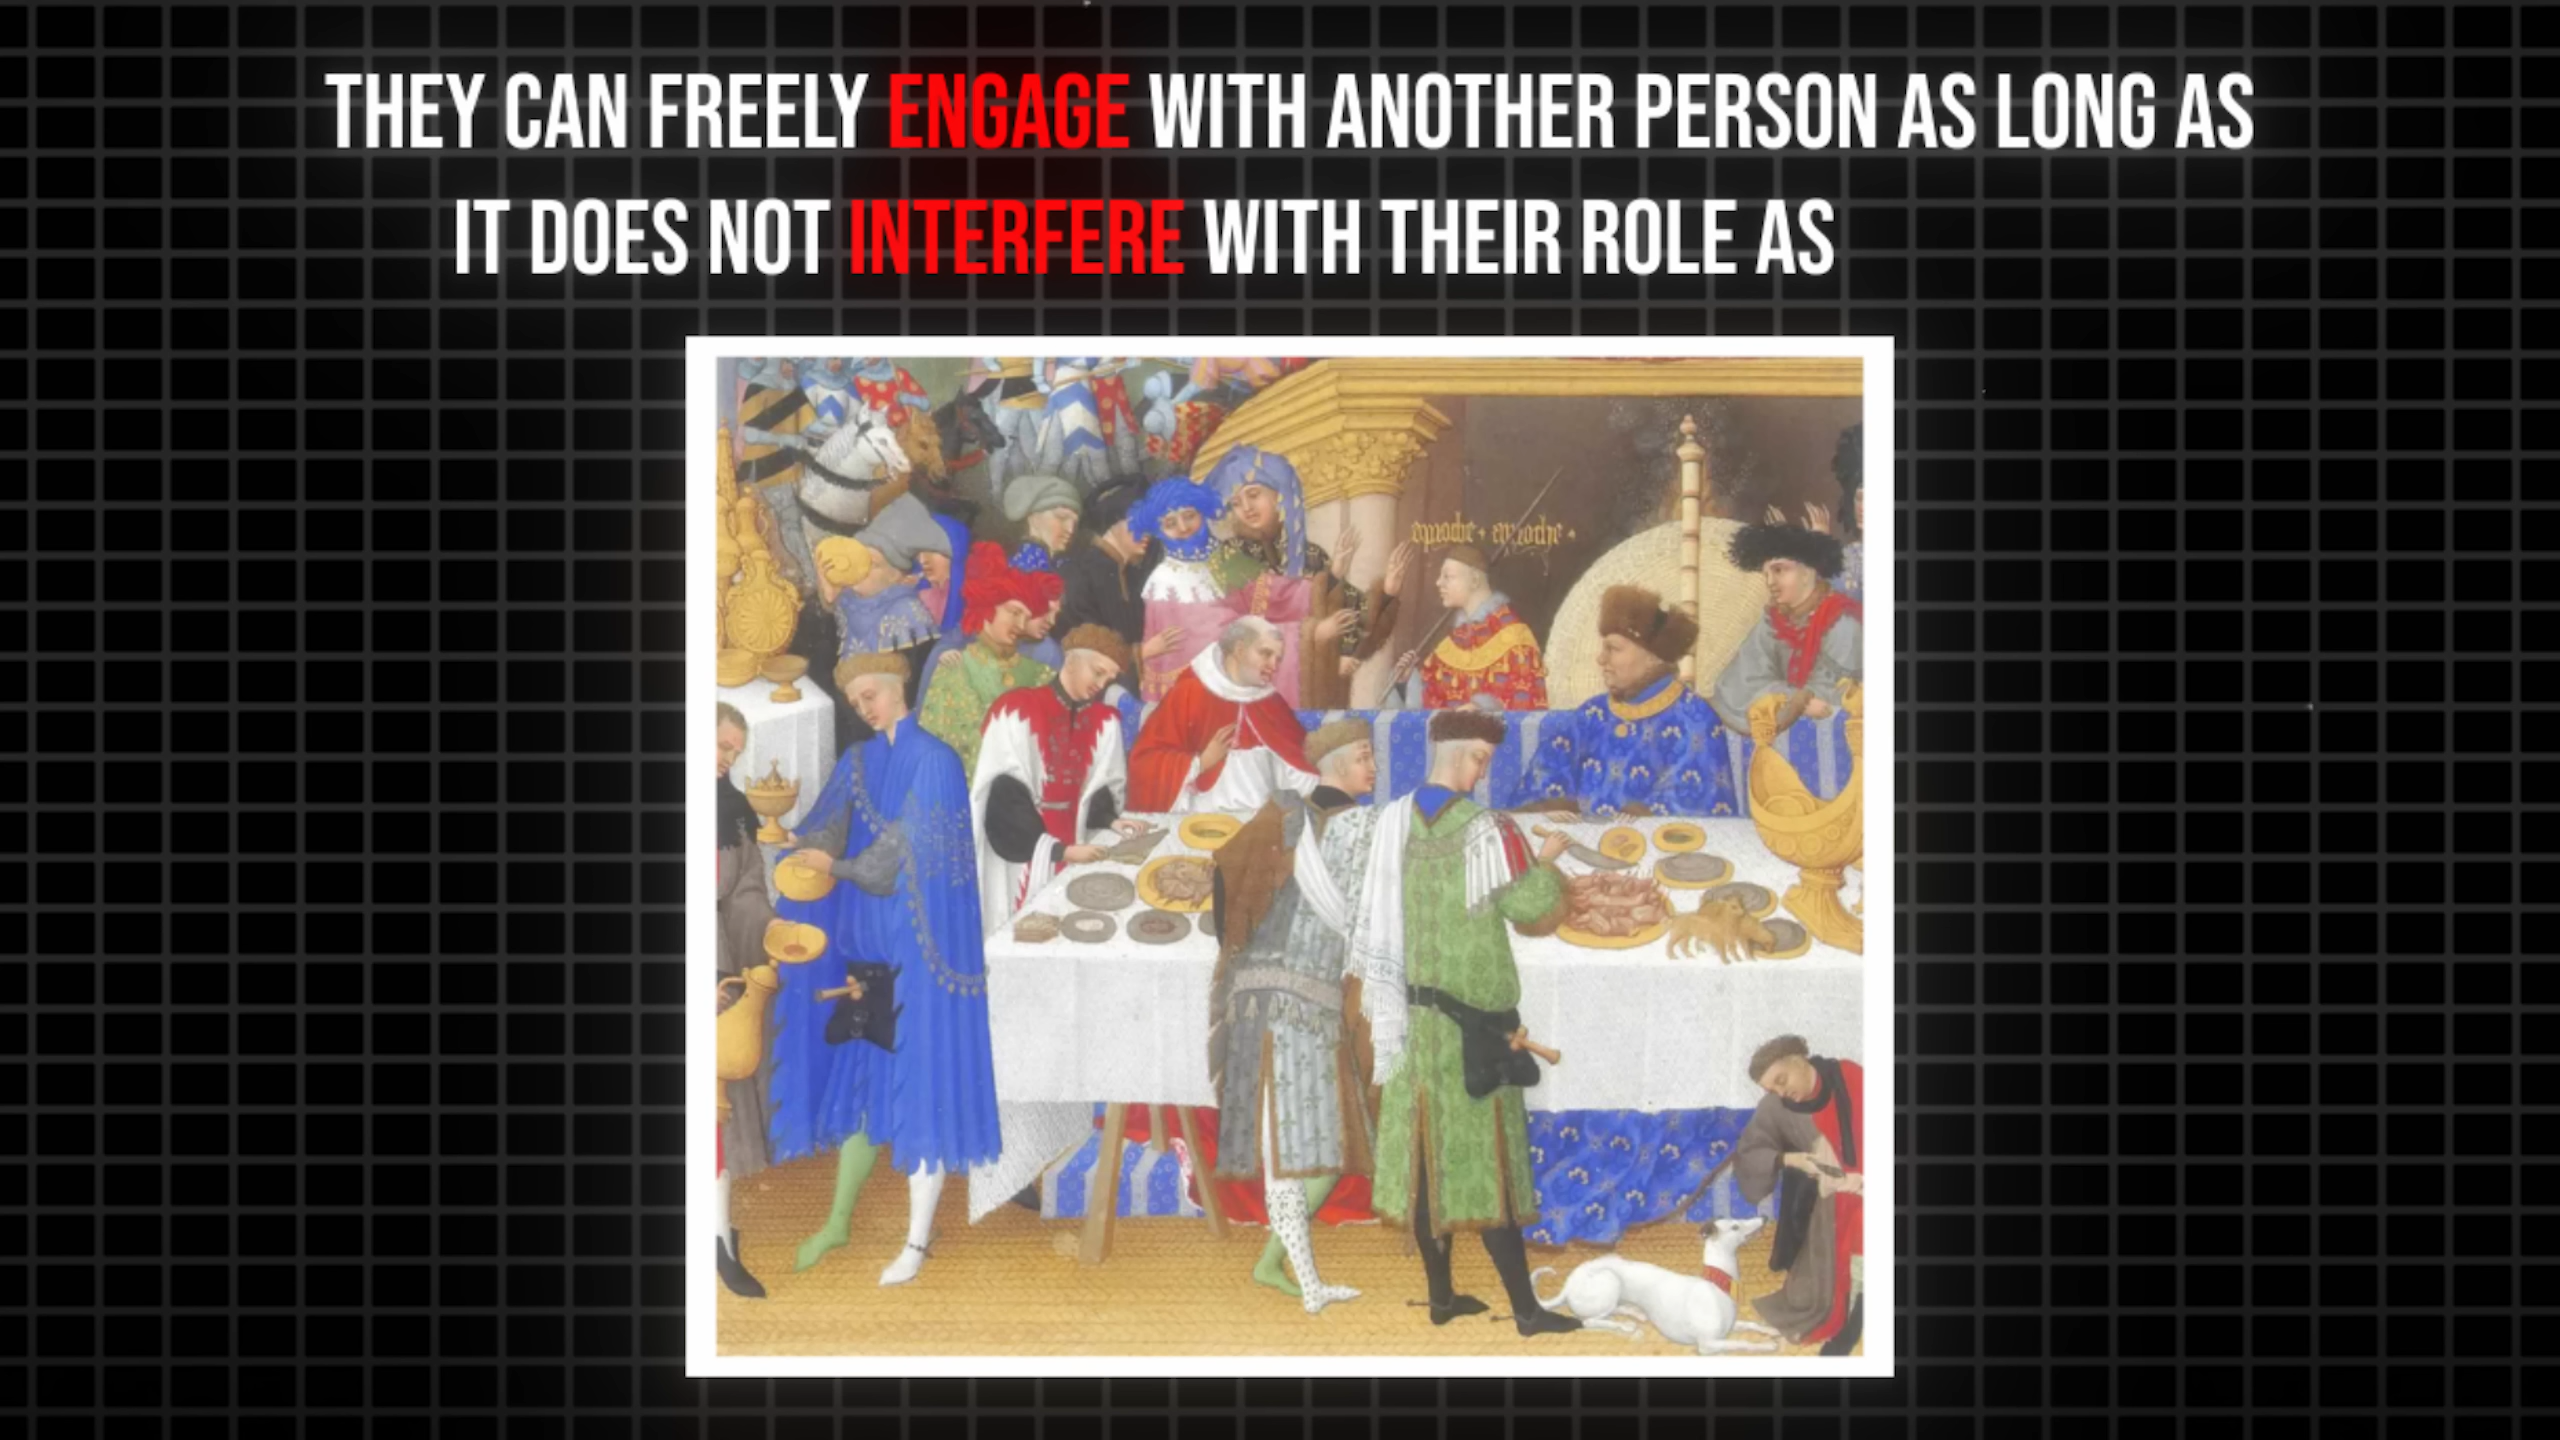 THEY CAN FREELY ENGAGE WITH ANOTHER PERSON AS LONG AS
IT DOES NOT INTERFERE WITH THEIR ROLE AS